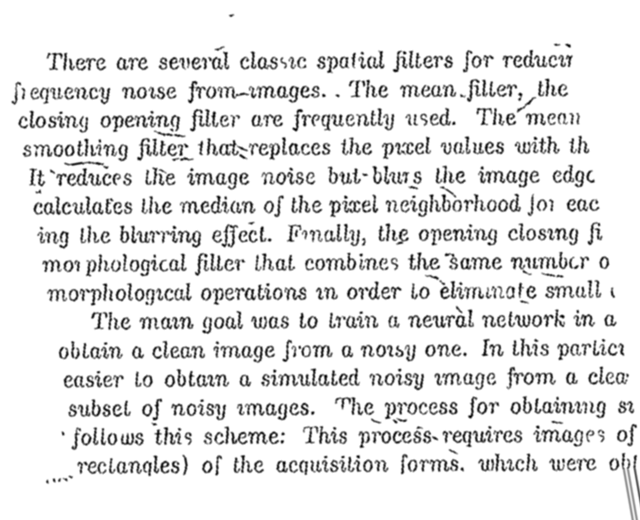 There are several classic spatial filters for reducin
frequency noise from images. The mean filter, the
closing opening filter are frequently used. The mean
smoothing filter that replaces the pixel values with th
It reduces the image noise but blurs the image edge
calculates the median of the pixel neighborhood for eac
ing the blurring effect. Finally, the opening closing fi
morphological filter that combines the same number o
morphological operations in order to eliminate small
The main goal was to train a neural network in a
obtain a clean image from a noisy one. In this particu
easier to obtain a simulated noisy image from a clea
subset of noisy images. The process for obtaining si
follows this scheme: This process requires images of
rectangles) of the acquisition forms. which were obt